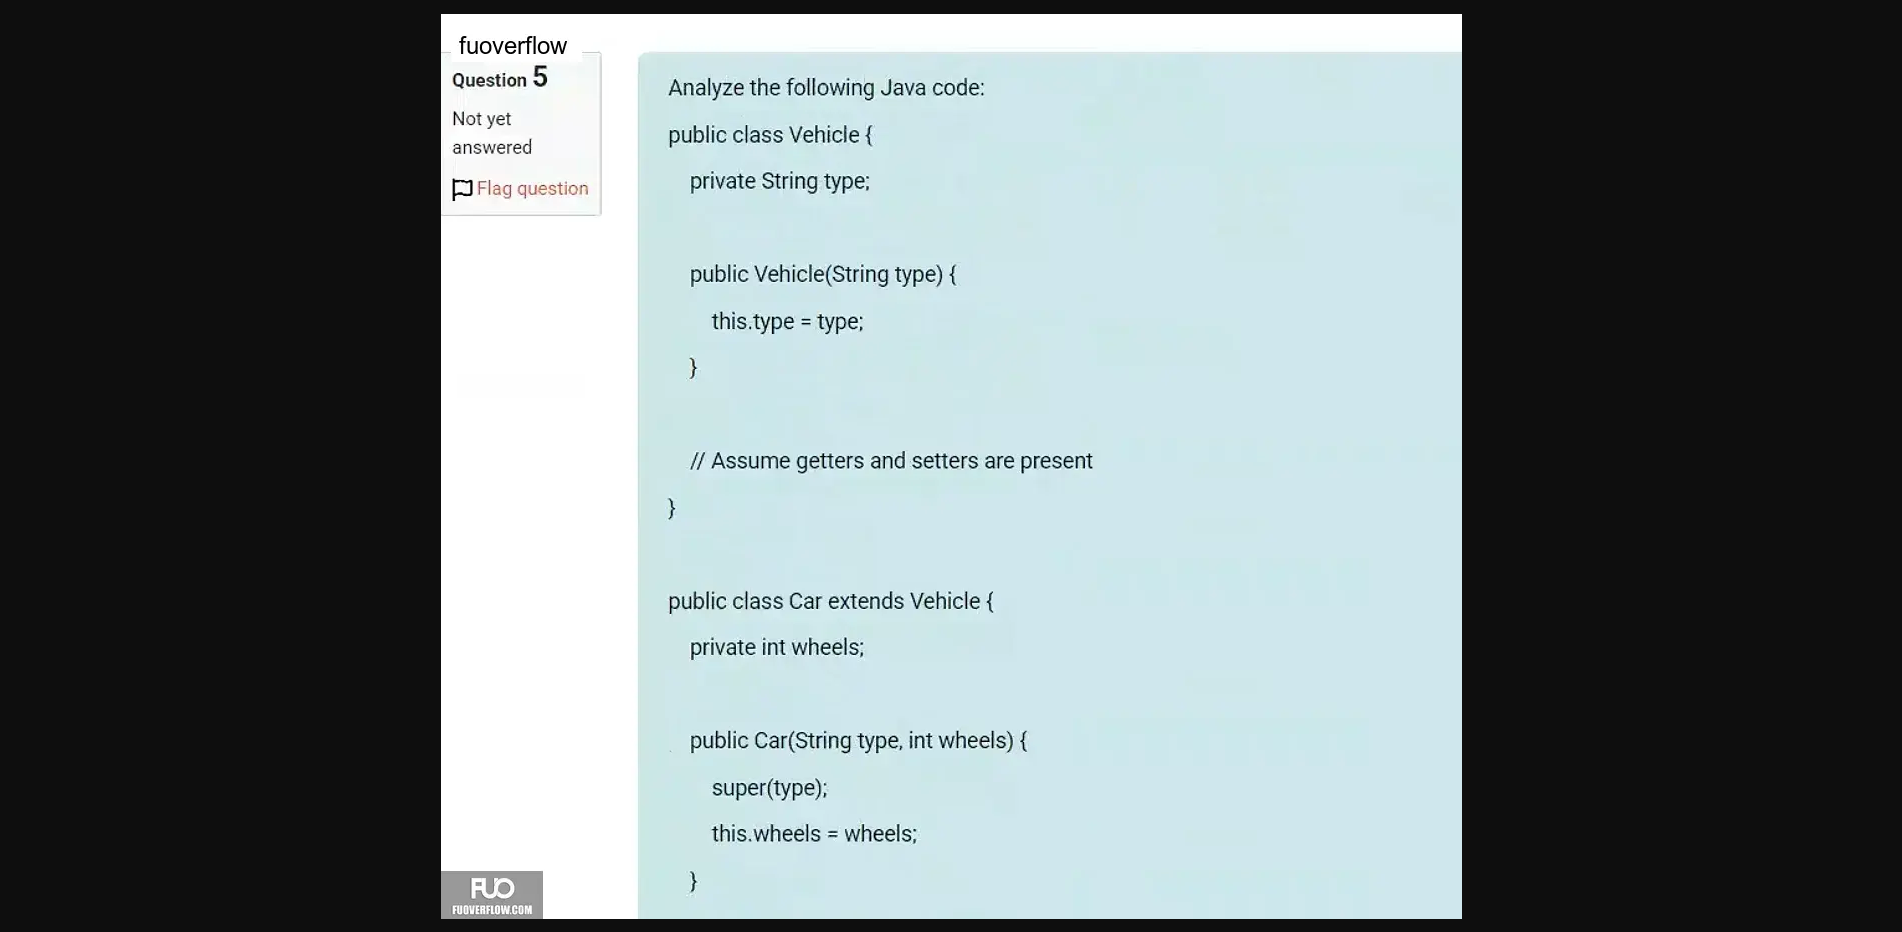 fuoverflow
Question 5
Not yet
answered
Flag question
Analyze the following Java code:
public class Vehicle {
private String type;
public Vehicle(String type) {
this.type = type;
}
// Assume getters and setters are present
}
public class Car extends Vehicle {
private int wheels;
public Car(String type, int wheels) {
super(type);
this.wheels = wheels;
}
FUO
FUOVERFLOW.COM